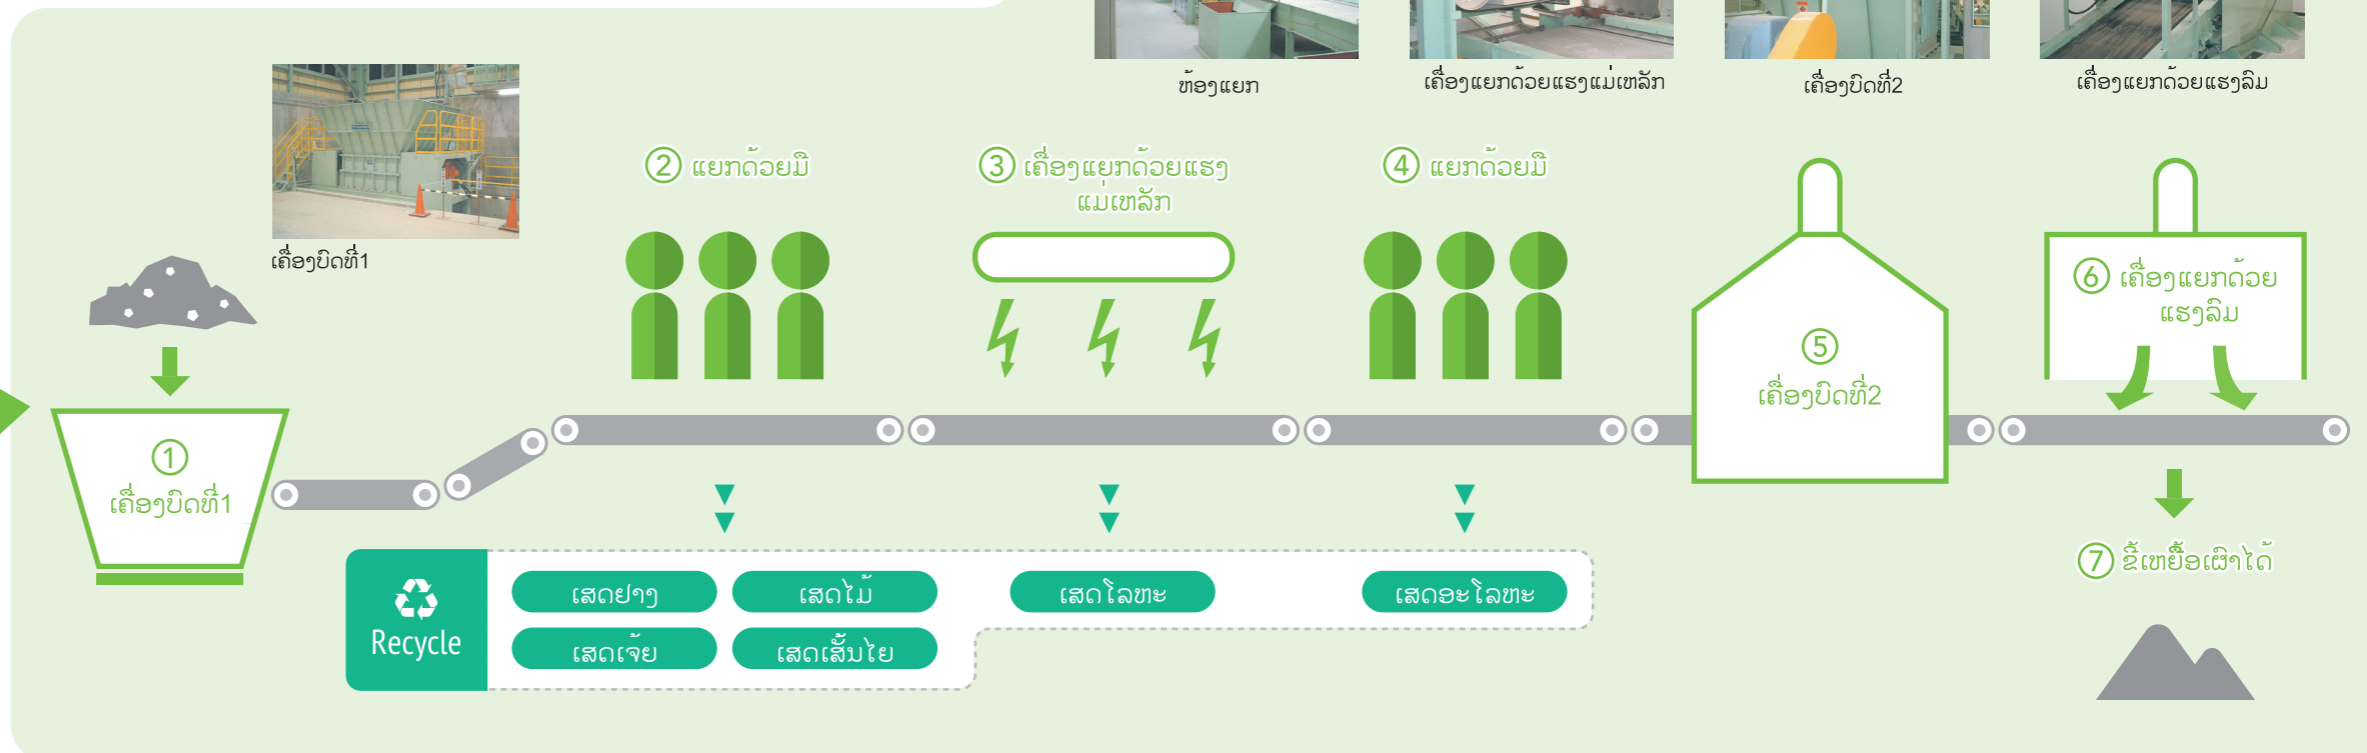 ຫ້ອງແຍກ
ເຄື່ອງແຍກດ້ວຍແຮງແມ່ເຫລັກ
ເຄື່ອງບົດທີ່2
ເຄື່ອງແຍກດ້ວຍແຮງລົມ
ເຄື່ອງບົດທີ່1
② ແຍກດ້ວຍມື
③ ເຄື່ອງແຍກດ້ວຍແຮງ
ແມ່ເຫລັກ
④ ແຍກດ້ວຍມື
⑥ ເຄື່ອງແຍກດ້ວຍ
ແຮງລົມ
⑤
ເຄື່ອງບົດທີ່2
①
ເຄື່ອງບົດທີ່1
⑦ ຂີ້ເຫຍື້ອເຜົາໄດ້
Recycle
ເສດຢາງ
ເສດໄມ້
ເສດໂລຫະ
ເສດອະໂລຫະ
ເສດເຈ້ຍ
ເສດເສັ້ນໄຍ